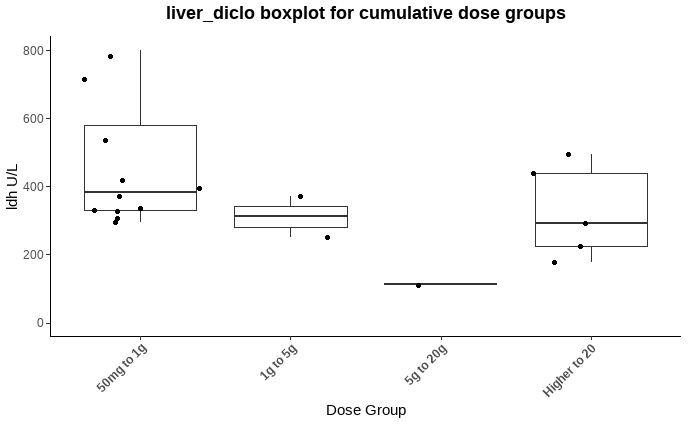 liver_diclo boxplot for cumulative dose groups
ldh U/L
800
600
400
200
0
50mg to 1g
1g to 5g
5g to 20g
Higher to 20
Dose Group